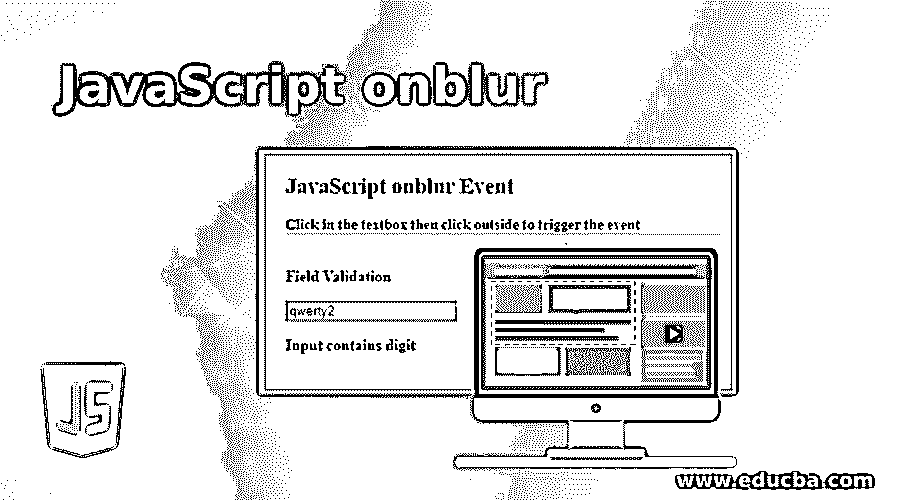 JavaScript onblur
JavaScript onblur Event
Click in the textbox then click outside to trigger the event
Field Validation
qwerty2
Input contains digit
JS
www.educba.com